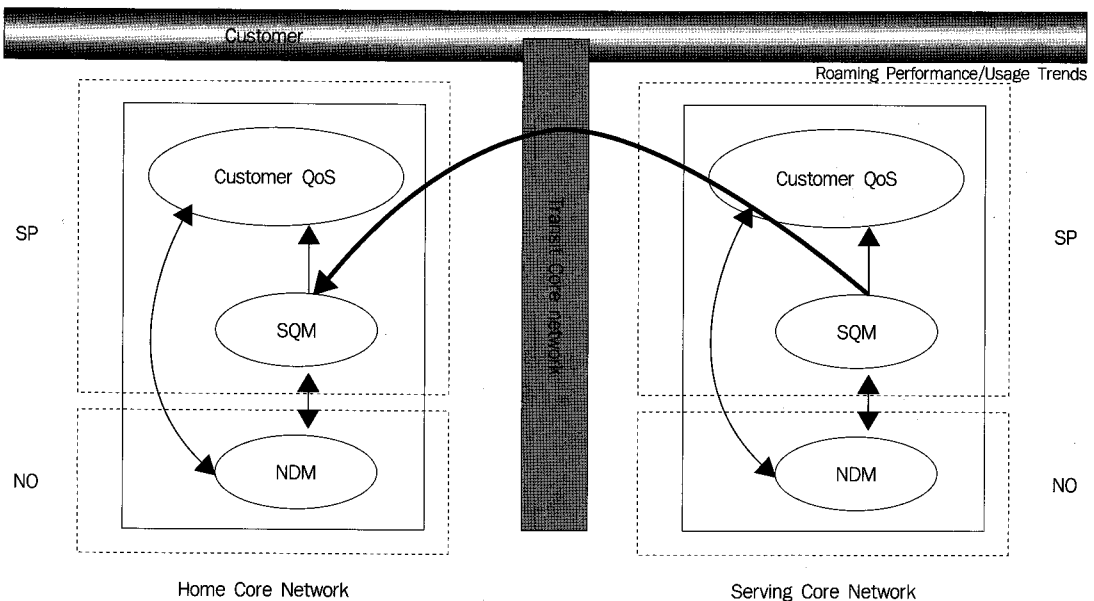 Customer
Roaming Performance/Usage Trends
Customer QoS
Customer QoS
SP
SP
Transit Core network
SQM
SQM
NO
NDM
NDM
NO
Home Core Network
Serving Core Network